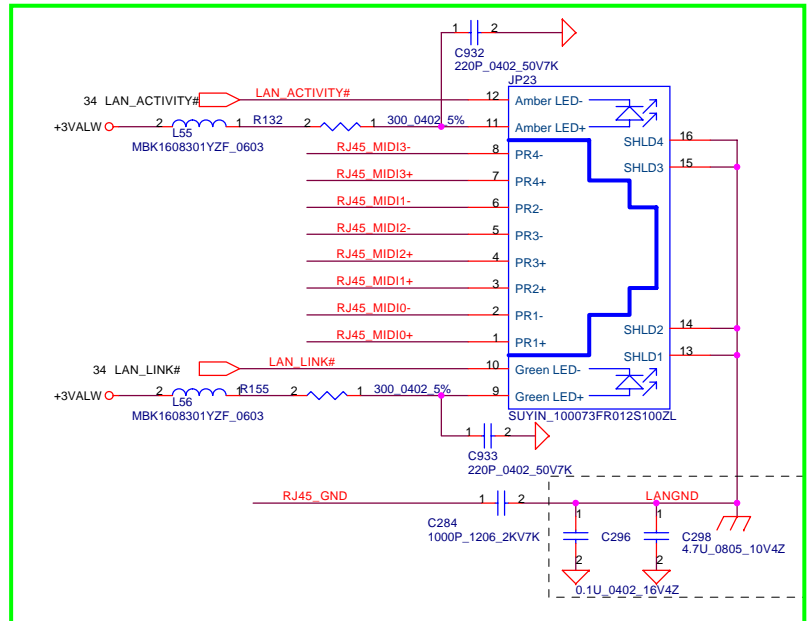 1 2
C932
220P_0402_50V7K
JP23
34 LAN_ACTIVITY# LAN_ACTIVITY# 12 Amber LED-
+3VALW 2 1 R132 2 1 300_0402_5% 11 Amber LED+
L55
MBK1608301YZF_0603
SHLD4 16
RJ45_MIDI3- 8 PR4-
SHLD3 15
RJ45_MIDI3+ 7 PR4+
RJ45_MIDI1- 6 PR2-
RJ45_MIDI2- 5 PR3-
RJ45_MIDI2+ 4 PR3+
RJ45_MIDI1+ 3 PR2+
RJ45_MIDI0- 2 PR1-
SHLD2 14
RJ45_MIDI0+ 1 PR1+
SHLD1 13
34 LAN_LINK# LAN_LINK# 10 Green LED-
+3VALW 2 1 R155 2 1 300_0402_5% 9 Green LED+
L56
MBK1608301YZF_0603
SUYIN_100073FR012S100ZL
1 2
C933
220P_0402_50V7K
RJ45_GND 1 2 LANGND
C284
1000P_1206_2KV7K
1 1
C296 C298
4.7U_0805_10V4Z
2 2
0.1U_0402_16V4Z